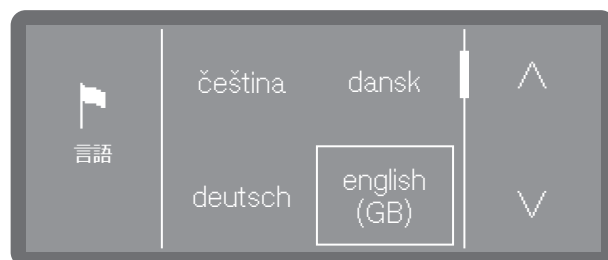 言語
čeština
dansk
deutsch
english
(GB)